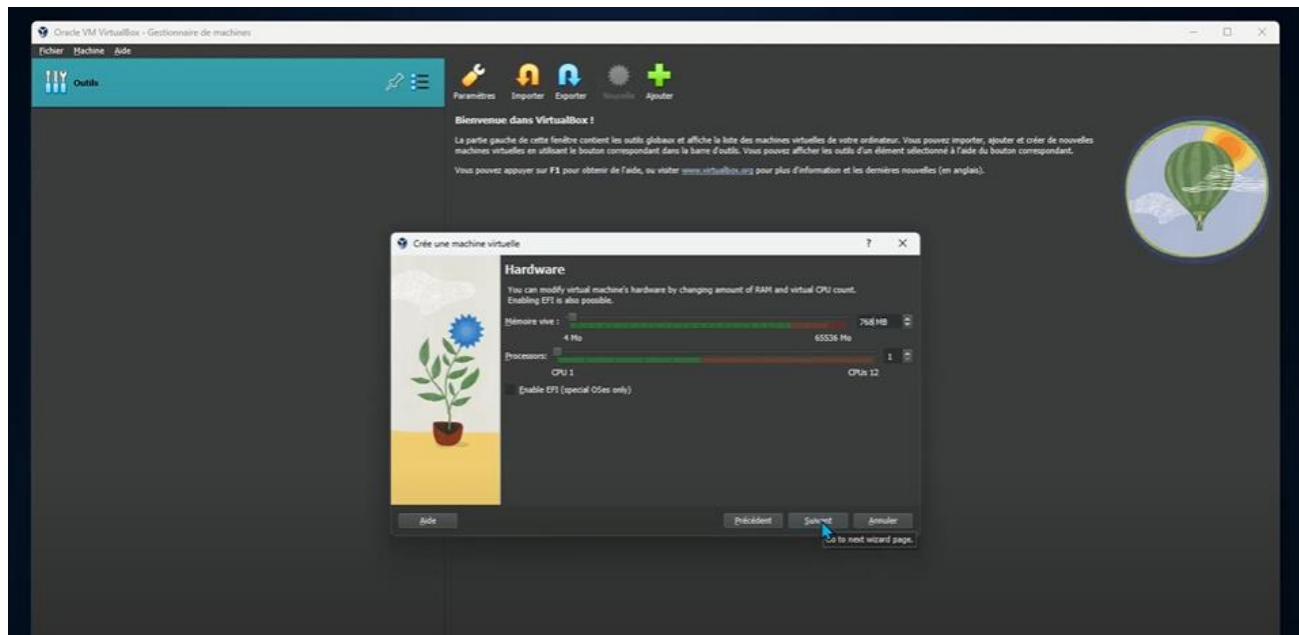 Oracle VM VirtualBox - Gestionnaire de machines
Fichier Machine Aide
Outils
Paramètres Importer Exporter Nouvelle Ajouter
Bienvenue dans VirtualBox !
La partie gauche de cette fenêtre contient les outils globaux et affiche la liste des machines virtuelles de votre ordinateur. Vous pouvez importer, ajouter et créer de nouvelles
machines virtuelles en utilisant le bouton correspondant dans la barre d'outils. Vous pouvez afficher les outils d'un élément sélectionné à l'aide du bouton correspondant.
Vous pouvez appuyer sur F1 pour obtenir de l'aide, ou visiter www.virtualbox.org pour plus d'information et les dernières nouvelles (en anglais).
Crée une machine virtuelle
Hardware
You can modify virtual machine's hardware by changing amount of RAM and virtual CPU count.
Enabling EFI is also possible.
Mémoire vive : 768 MB
4 Mo 65536 Mo
Processors: 1
CPU 1 CPUs 12
Enable EFI (special OSes only)
Aide Précédent Suivant Annuler
Go to next wizard page.